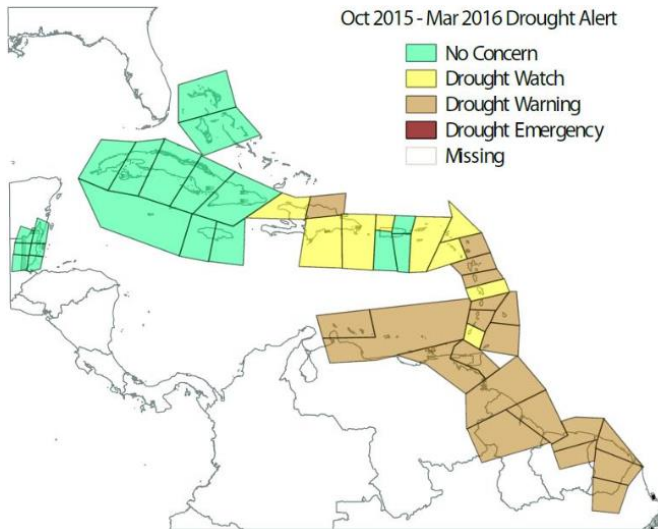 Oct 2015 - Mar 2016 Drought Alert
No Concern
Drought Watch
Drought Warning
Drought Emergency
Missing